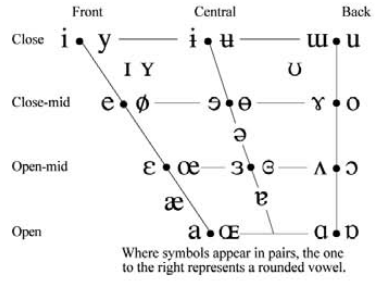 Front Central Back
Close i y ɨ ʉ ɯ u
I Y ʊ
Close-mid e ø ɘ ɵ ɤ o
ə
Open-mid ɛ œ ɜ ɞ ʌ ɔ
æ ɐ
Open a Œ ɑ ɒ
Where symbols appear in pairs, the one
to the right represents a rounded vowel.